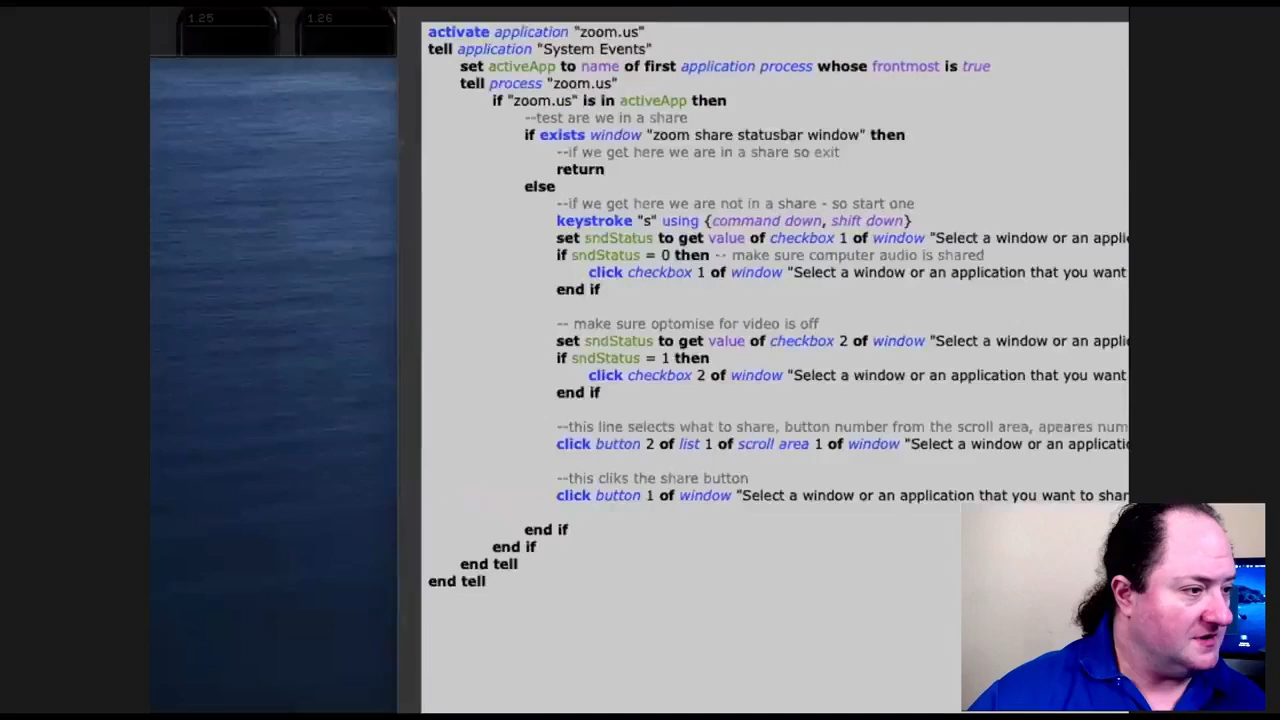 1.25
1.26
activate application "zoom.us"
tell application "System Events"
set activeApp to name of first application process whose frontmost is true
tell process "zoom.us"
if "zoom.us" is in activeApp then
--test are we in a share
if exists window "zoom share statusbar window" then
--if we get here we are in a share so exit
return
else
--if we get here we are not in a share - so start one
keystroke "s" using {command down, shift down}
set sndStatus to get value of checkbox 1 of window "Select a window or an appli
if sndStatus = 0 then -- make sure computer audio is shared
click checkbox 1 of window "Select a window or an application that you want
end if
-- make sure optomise for video is off
set sndStatus to get value of checkbox 2 of window "Select a window or an appli
if sndStatus = 1 then
click checkbox 2 of window "Select a window or an application that you want
end if
--this line selects what to share, button number from the scroll area, apeares num
click button 2 of list 1 of scroll area 1 of window "Select a window or an applicatio
--this cliks the share button
click button 1 of window "Select a window or an application that you want to shar
end if
end if
end tell
end tell